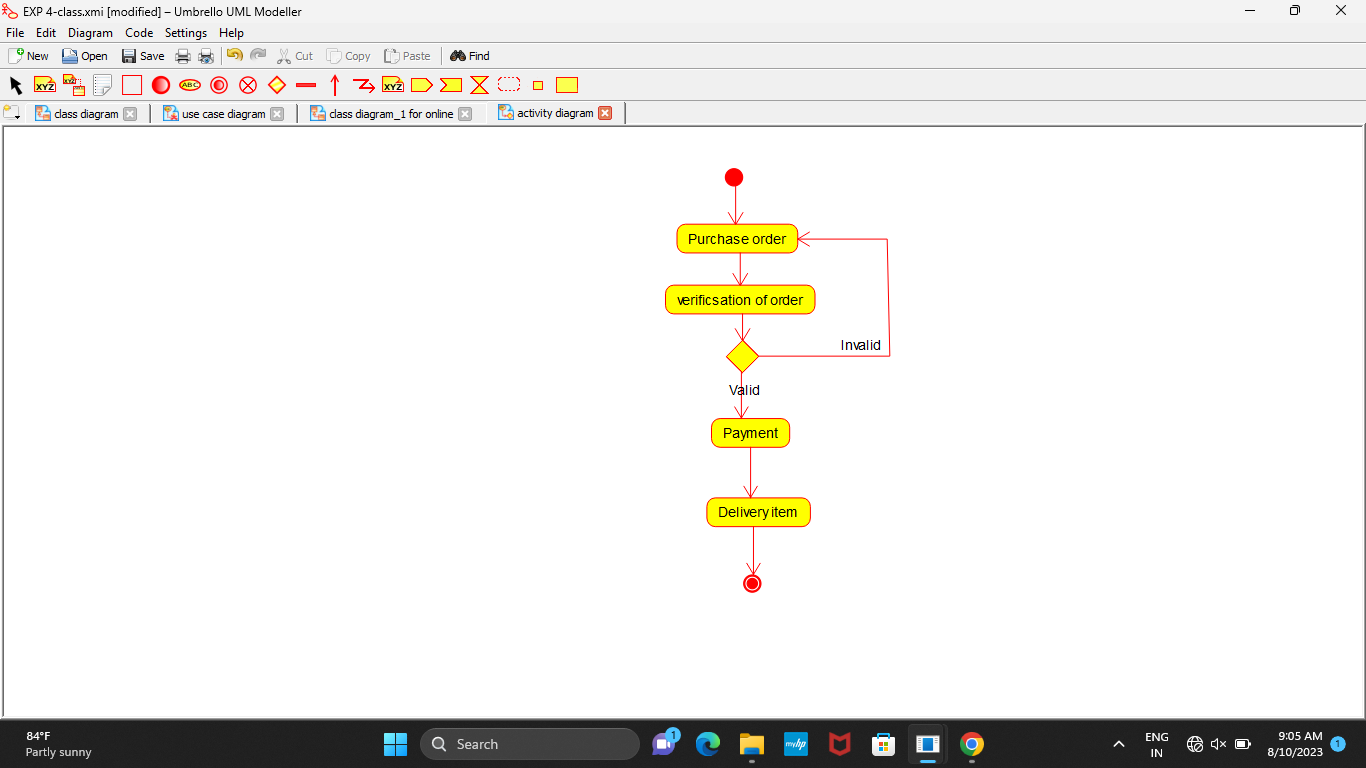 EXP 4-class.xmi [modified] – Umbrello UML Modeller
File Edit Diagram Code Settings Help
New Open Save Cut Copy Paste Find
XYZ XYZ ABC XYZ
class diagram use case diagram class diagram_1 for online activity diagram
Purchase order
verificsation of order
Invalid
Valid
Payment
Delivery item
84°F
Partly sunny
Search
1
myhp
ENG
IN
9:05 AM
8/10/2023
1